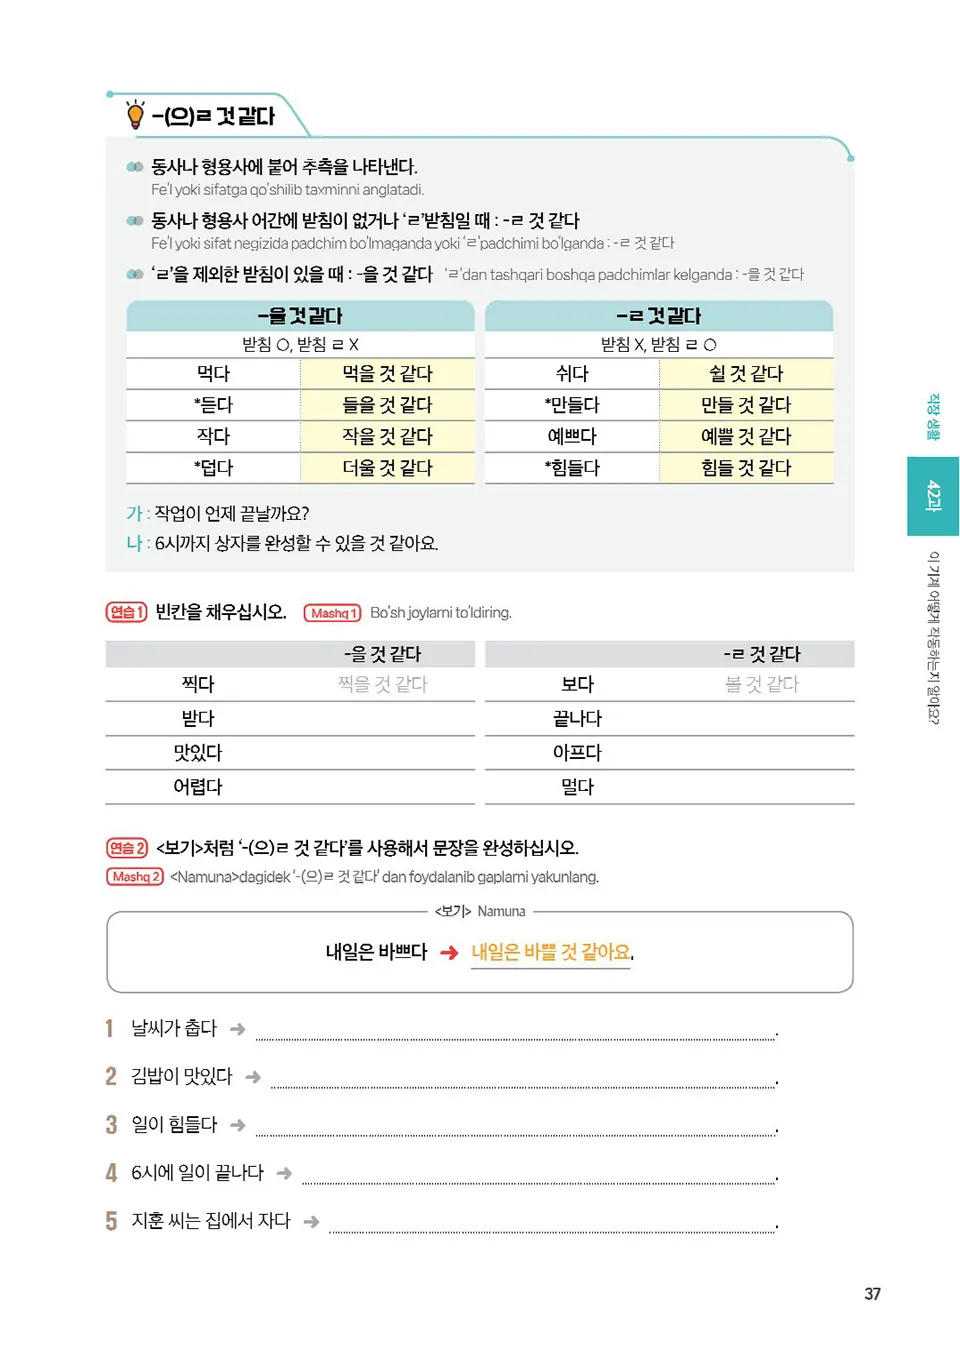 -(으)ㄹ 것 같다
동사나 형용사에 붙어 추측을 나타낸다.
Fe'l yoki sifatga qo'shilib taxminni anglatadi.
동사나 형용사 어간에 받침이 없거나 'ㄹ'받침일 때 : -ㄹ 것 같다
Fe'l yoki sifat negizida padchim bo'lmaganda yoki 'ㄹ'padchimi bo'lganda : -ㄹ 것 같다
'ㄹ'을 제외한 받침이 있을 때 : -을 것 같다 'ㄹ'dan tashqari boshqa padchimlar kelganda : -을 것 같다
-을 것 같다 -ㄹ 것 같다
받침 O, 받침 ㄹ X 받침 X, 받침 ㄹ O
먹다 먹을 것 같다 쉬다 쉴 것 같다
*듣다 들을 것 같다 *만들다 만들 것 같다
작다 작을 것 같다 예쁘다 예쁠 것 같다
*덥다 더울 것 같다 *힘들다 힘들 것 같다
가 : 작업이 언제 끝날까요?
나 : 6시까지 상자를 완성할 수 있을 것 같아요.
연습 1 빈칸을 채우십시오. Mashq 1 Bo'sh joylarni to'ldiring.
-을 것 같다 -ㄹ 것 같다
찍다 찍을 것 같다 보다 볼 것 같다
받다 끝나다
맛있다 아프다
어렵다 멀다
연습 2 <보기>처럼 '-(으)ㄹ 것 같다'를 사용해서 문장을 완성하십시오.
Mashq 2 <Namuna>dagidek '-(으)ㄹ 것 같다' dan foydalanib gaplarni yakunlang.
<보기> Namuna
내일은 바쁘다 ➜ 내일은 바쁠 것 같아요.
1 날씨가 춥다 ➜ .
2 김밥이 맛있다 ➜ .
3 일이 힘들다 ➜ .
4 6시에 일이 끝나다 ➜ .
5 지훈 씨는 집에서 자다 ➜ .
직장 생활
42과
이 기계 어떻게 작동하는지 알아요?
37